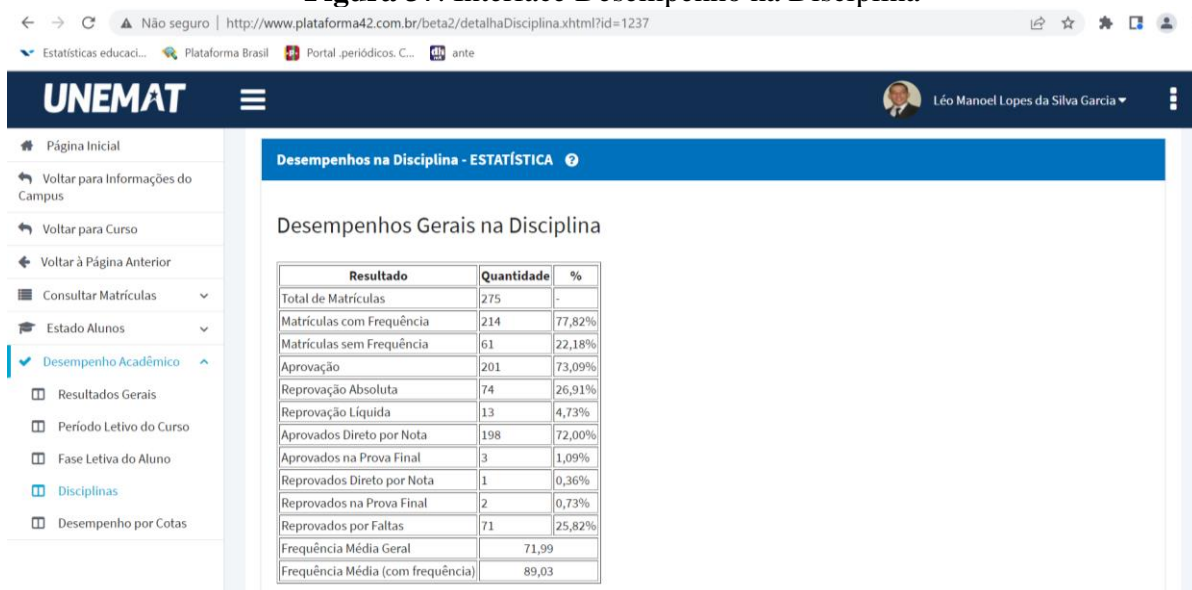 Figura 37: Interface Desempenho na Disciplina
Não seguro | http://www.plataforma42.com.br/beta2/detalhaDisciplina.xhtml?id=1237
Estatísticas educaci... Plataforma Brasil Portal .periódicos. C... ante
UNEMAT Léo Manoel Lopes da Silva Garcia
Página Inicial
Voltar para Informações do
Campus
Voltar para Curso
Voltar à Página Anterior
Consultar Matrículas
Estado Alunos
Desempenho Acadêmico
Resultados Gerais
Período Letivo do Curso
Fase Letiva do Aluno
Disciplinas
Desempenho por Cotas
Desempenhos na Disciplina - ESTATÍSTICA ?
Desempenhos Gerais na Disciplina
Resultado Quantidade %
Total de Matrículas 275 -
Matrículas com Frequência 214 77,82%
Matrículas sem Frequência 61 22,18%
Aprovação 201 73,09%
Reprovação Absoluta 74 26,91%
Reprovação Líquida 13 4,73%
Aprovados Direto por Nota 198 72,00%
Aprovados na Prova Final 3 1,09%
Reprovados Direto por Nota 1 0,36%
Reprovados na Prova Final 2 0,73%
Reprovados por Faltas 71 25,82%
Frequência Média Geral 71,99
Frequência Média (com frequência) 89,03